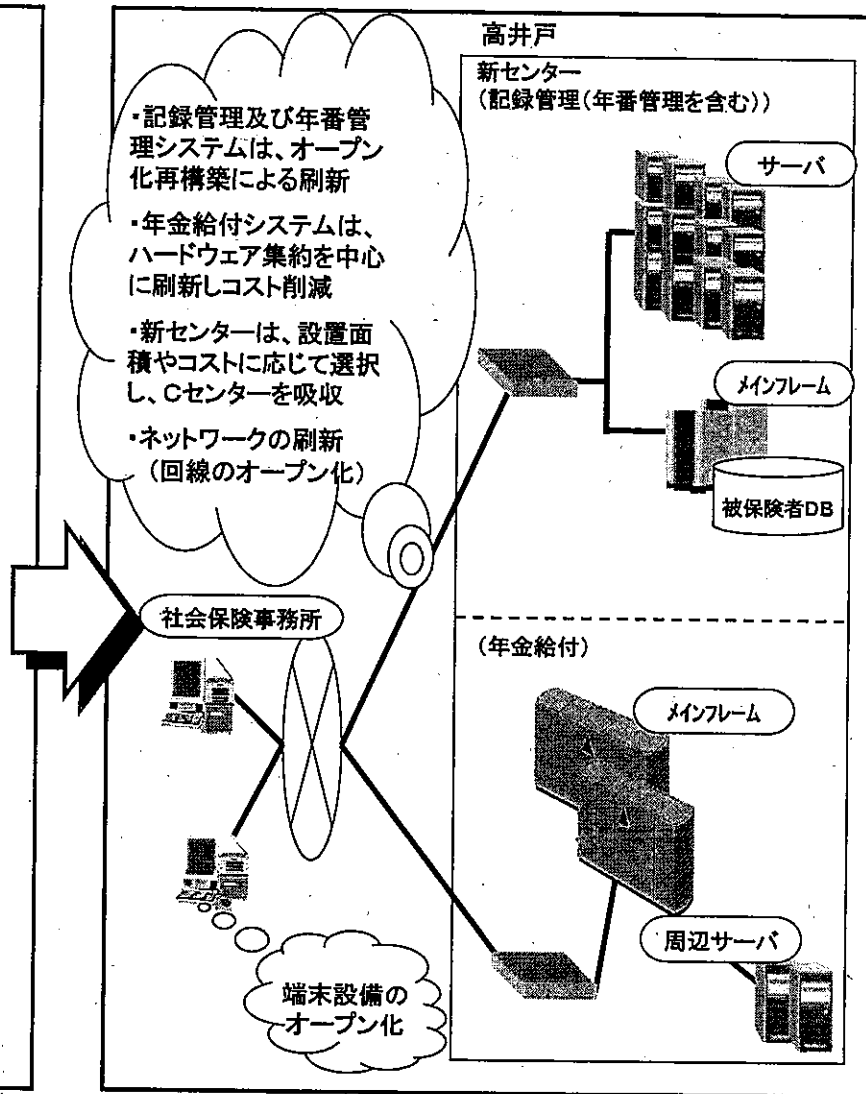 ・記録管理及び年番管
理システムは、オープン
化再構築による刷新
・年金給付システムは、
ハードウェア集約を中心
に刷新しコスト削減
・新センターは、設置面
積やコストに応じて選択
し、Cセンターを吸収
・ネットワークの刷新
（回線のオープン化）
社会保険事務所
端末設備の
オープン化
高井戸
新センター
（記録管理（年番管理を含む））
サーバ
メインフレーム
被保険者DB
（年金給付）
メインフレーム
周辺サーバ